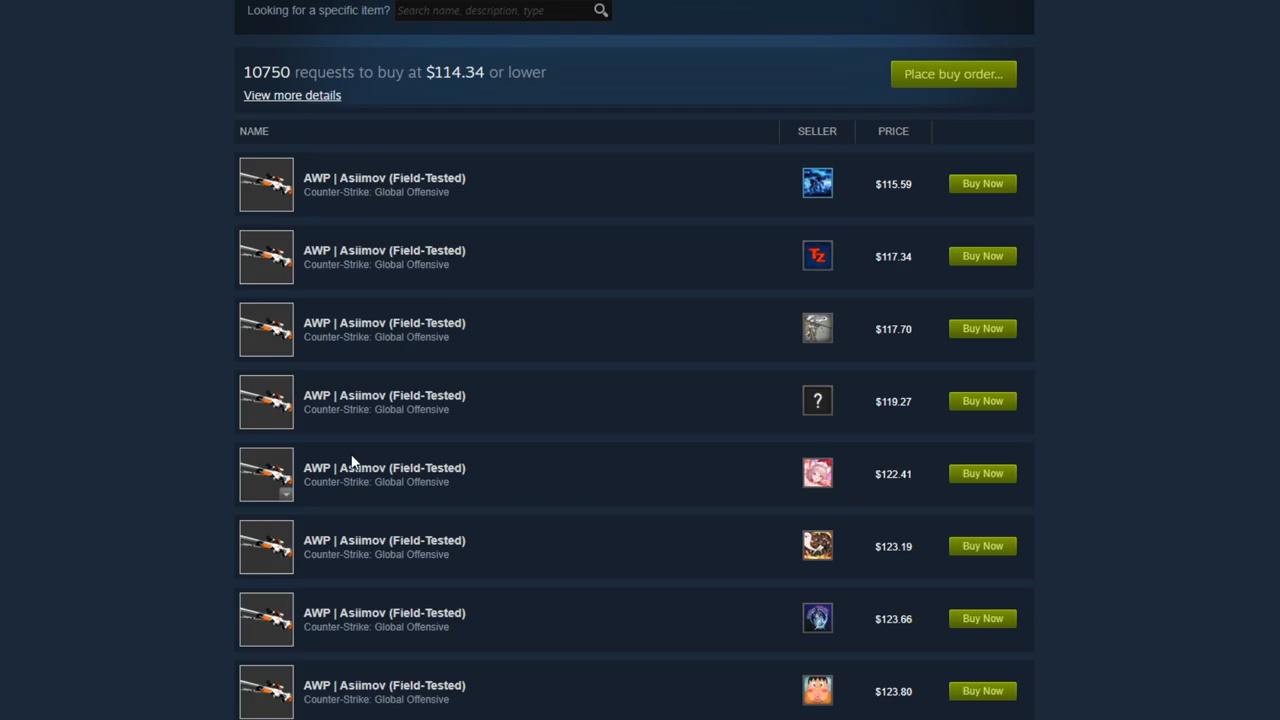 Looking for a specific item? Search name, description, type
10750 requests to buy at $114.34 or lower
Place buy order...
View more details
NAME SELLER PRICE
AWP | Asiimov (Field-Tested)
Counter-Strike: Global Offensive
$115.59 Buy Now
AWP | Asiimov (Field-Tested)
Counter-Strike: Global Offensive
TZ
$117.34 Buy Now
AWP | Asiimov (Field-Tested)
Counter-Strike: Global Offensive
$117.70 Buy Now
AWP | Asiimov (Field-Tested)
Counter-Strike: Global Offensive
?
$119.27 Buy Now
AWP | Asiimov (Field-Tested)
Counter-Strike: Global Offensive
$122.41 Buy Now
AWP | Asiimov (Field-Tested)
Counter-Strike: Global Offensive
$123.19 Buy Now
AWP | Asiimov (Field-Tested)
Counter-Strike: Global Offensive
$123.66 Buy Now
AWP | Asiimov (Field-Tested)
Counter-Strike: Global Offensive
$123.80 Buy Now